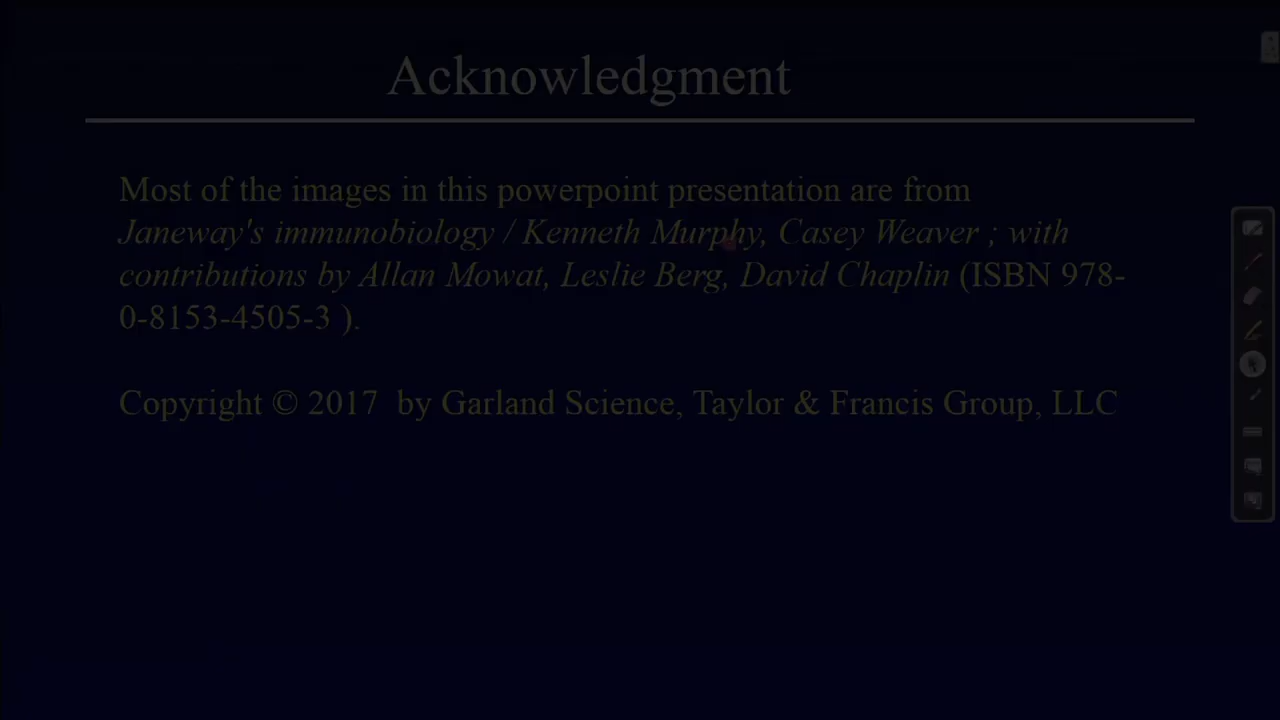 Acknowledgment
Most of the images in this powerpoint presentation are from
Janeway's immunobiology / Kenneth Murphy, Casey Weaver ; with
contributions by Allan Mowat, Leslie Berg, David Chaplin (ISBN 978-
0-8153-4505-3 ).
Copyright © 2017  by Garland Science, Taylor & Francis Group, LLC